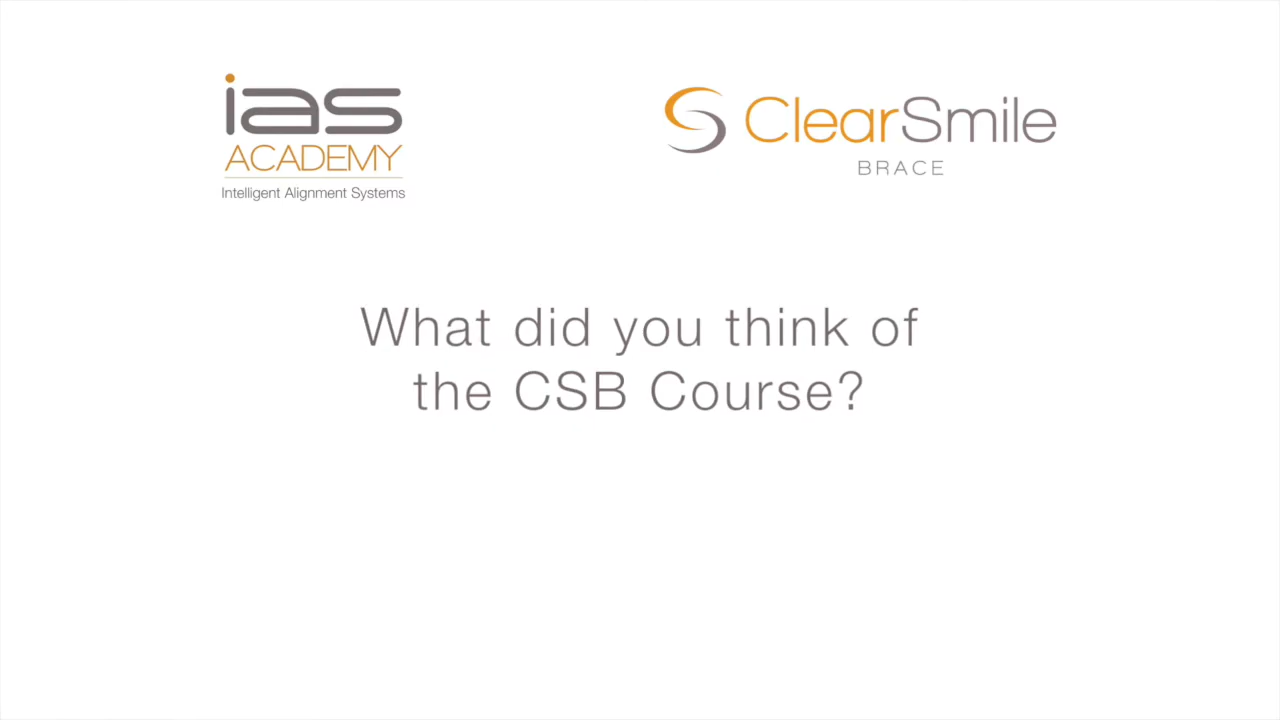 ias
ACADEMY
Intelligent Alignment Systems
ClearSmile
BRACE
What did you think of
the CSB Course?